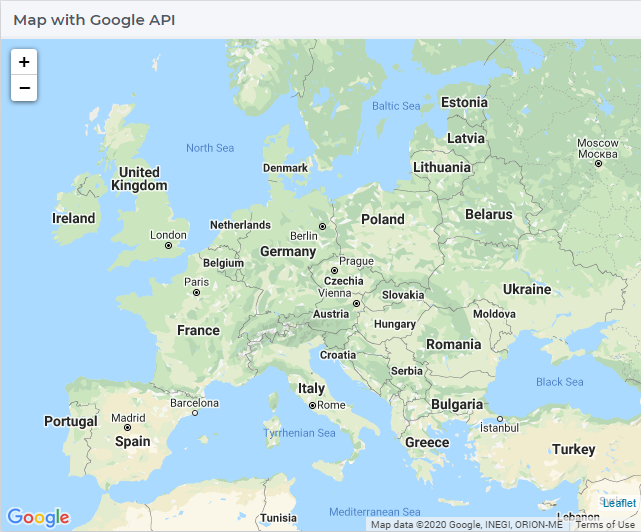 Map with Google API
+
−
Estonia
Baltic Sea
Latvia
Moscow
Москва
North Sea
Denmark
Lithuania
United
Kingdom
Ireland
Belarus
Poland
Netherlands
London
Berlin
Germany
Belgium
Prague
Czechia
Paris
Vienna
Slovakia
Ukraine
Austria
Moldova
Hungary
France
Romania
Croatia
Serbia
Black Sea
Italy
Barcelona
Rome
Bulgaria
Madrid
Portugal
İstanbul
Spain
Tyrrhenian Sea
Greece
Turkey
Syria
Leaflet
Google
Tunisia
Mediterranean Sea
Lebanon
Map data ©2020 Google, INEGI, ORION-ME
Terms of Use